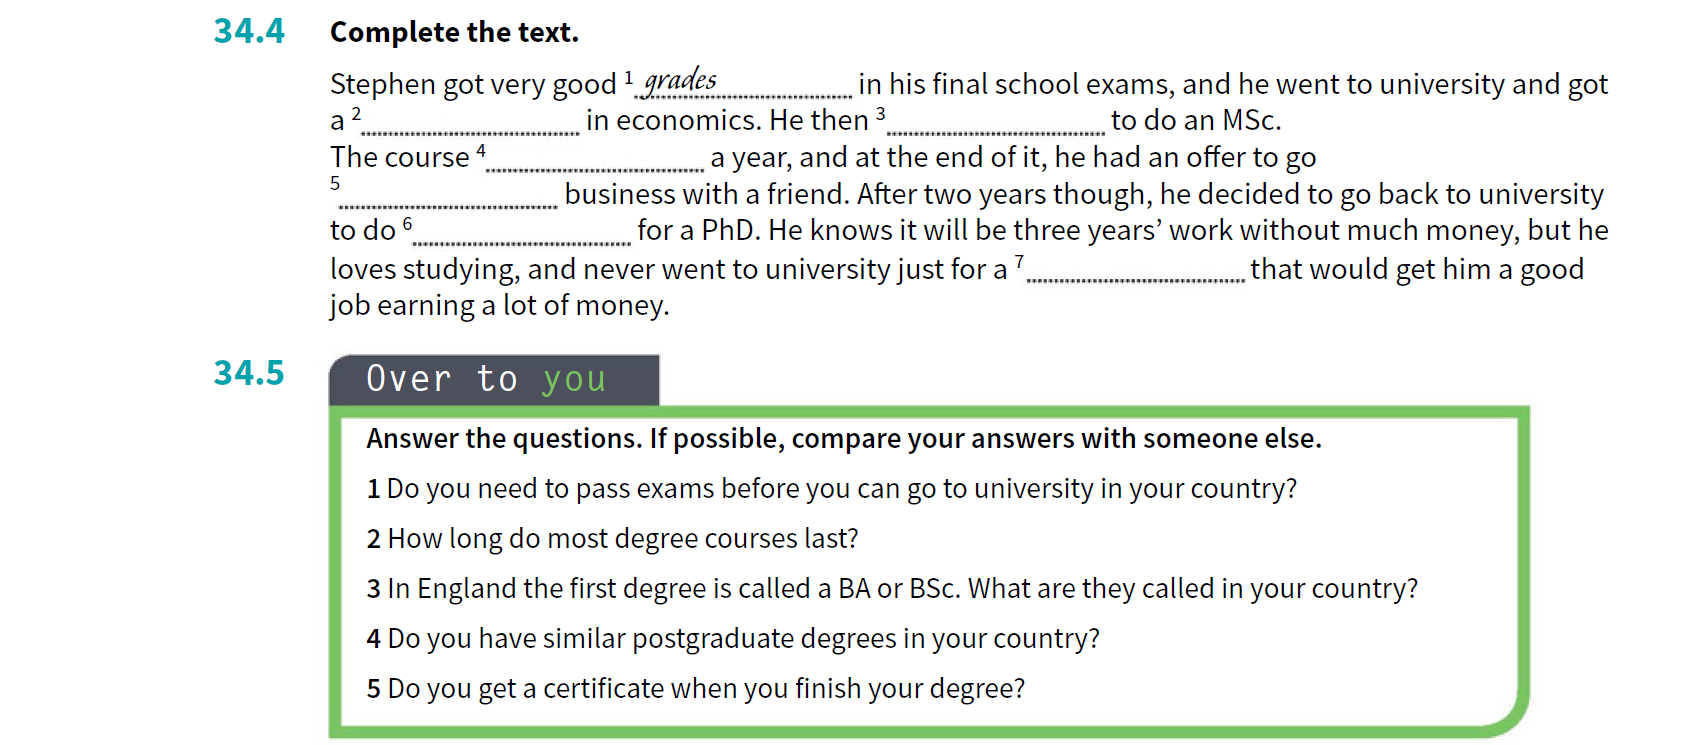 34.4 Complete the text.
Stephen got very good 1 grades in his final school exams, and he went to university and got
a 2 in economics. He then 3 to do an MSc.
The course 4 a year, and at the end of it, he had an offer to go
5 business with a friend. After two years though, he decided to go back to university
to do 6 for a PhD. He knows it will be three years’ work without much money, but he
loves studying, and never went to university just for a 7 that would get him a good
job earning a lot of money.
34.5 Over to you
Answer the questions. If possible, compare your answers with someone else.
1 Do you need to pass exams before you can go to university in your country?
2 How long do most degree courses last?
3 In England the first degree is called a BA or BSc. What are they called in your country?
4 Do you have similar postgraduate degrees in your country?
5 Do you get a certificate when you finish your degree?